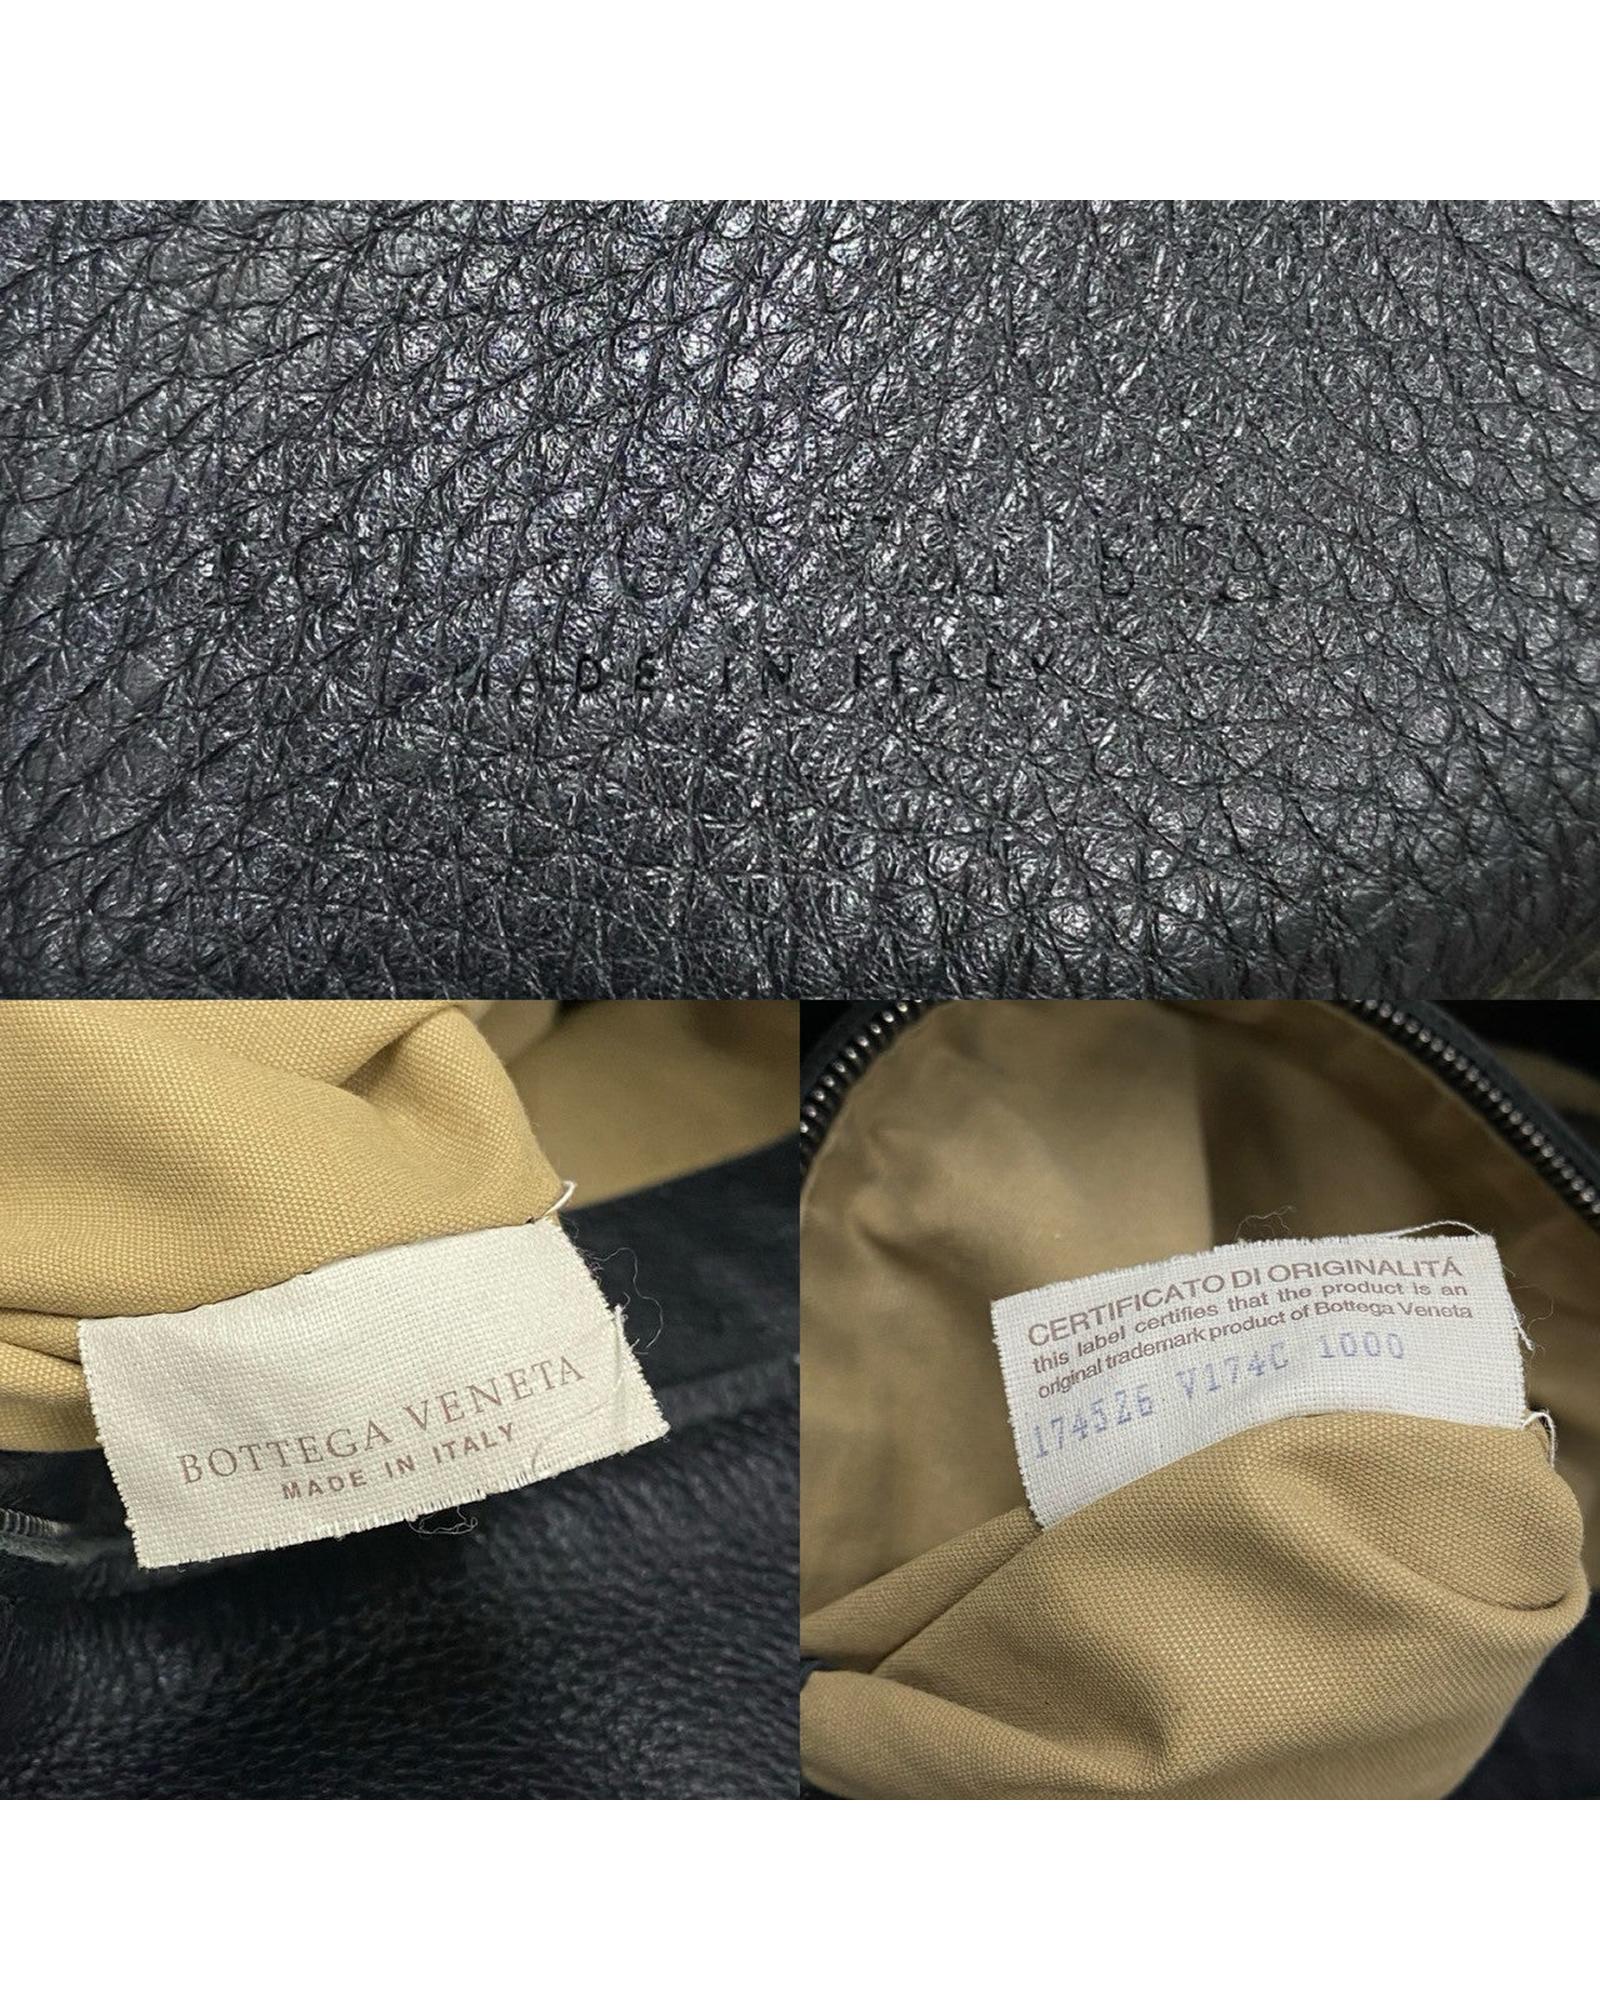 MADE IN ITALY
BOTTEGA VENETA
MADE IN ITALY
CERTIFICATO DI ORIGINALITÁ
this label certifies that the product is an
original trademark product of Bottega Veneta
174526 V174C 1000